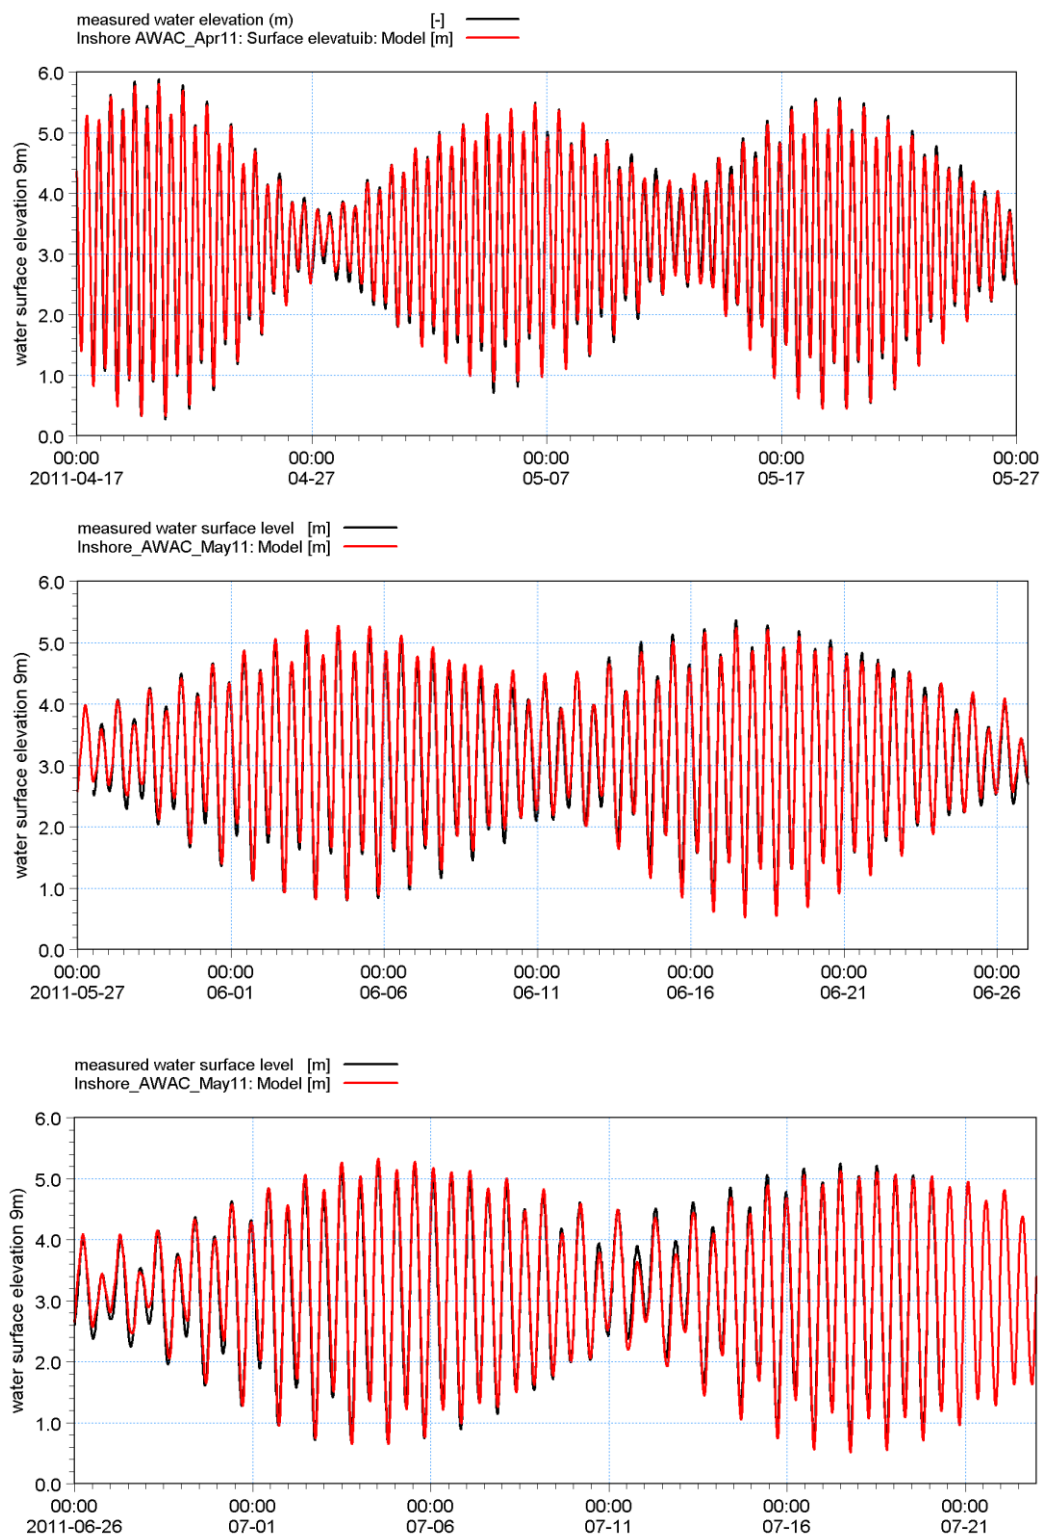 measured water elevation (m) [-]
Inshore AWAC_Apr11: Surface elevatuib: Model [m]
water surface elevation 9m)
6.0
5.0
4.0
3.0
2.0
1.0
0.0
00:00 00:00 00:00 00:00 00:00
2011-04-17 04-27 05-07 05-17 05-27
measured water surface level [m]
Inshore_AWAC_May11: Model [m]
water surface elevation 9m)
6.0
5.0
4.0
3.0
2.0
1.0
0.0
00:00 00:00 00:00 00:00 00:00 00:00 00:00
2011-05-27 06-01 06-06 06-11 06-16 06-21 06-26
measured water surface level [m]
Inshore_AWAC_May11: Model [m]
water surface elevation 9m)
6.0
5.0
4.0
3.0
2.0
1.0
0.0
00:00 00:00 00:00 00:00 00:00 00:00
2011-06-26 07-01 07-06 07-11 07-16 07-21